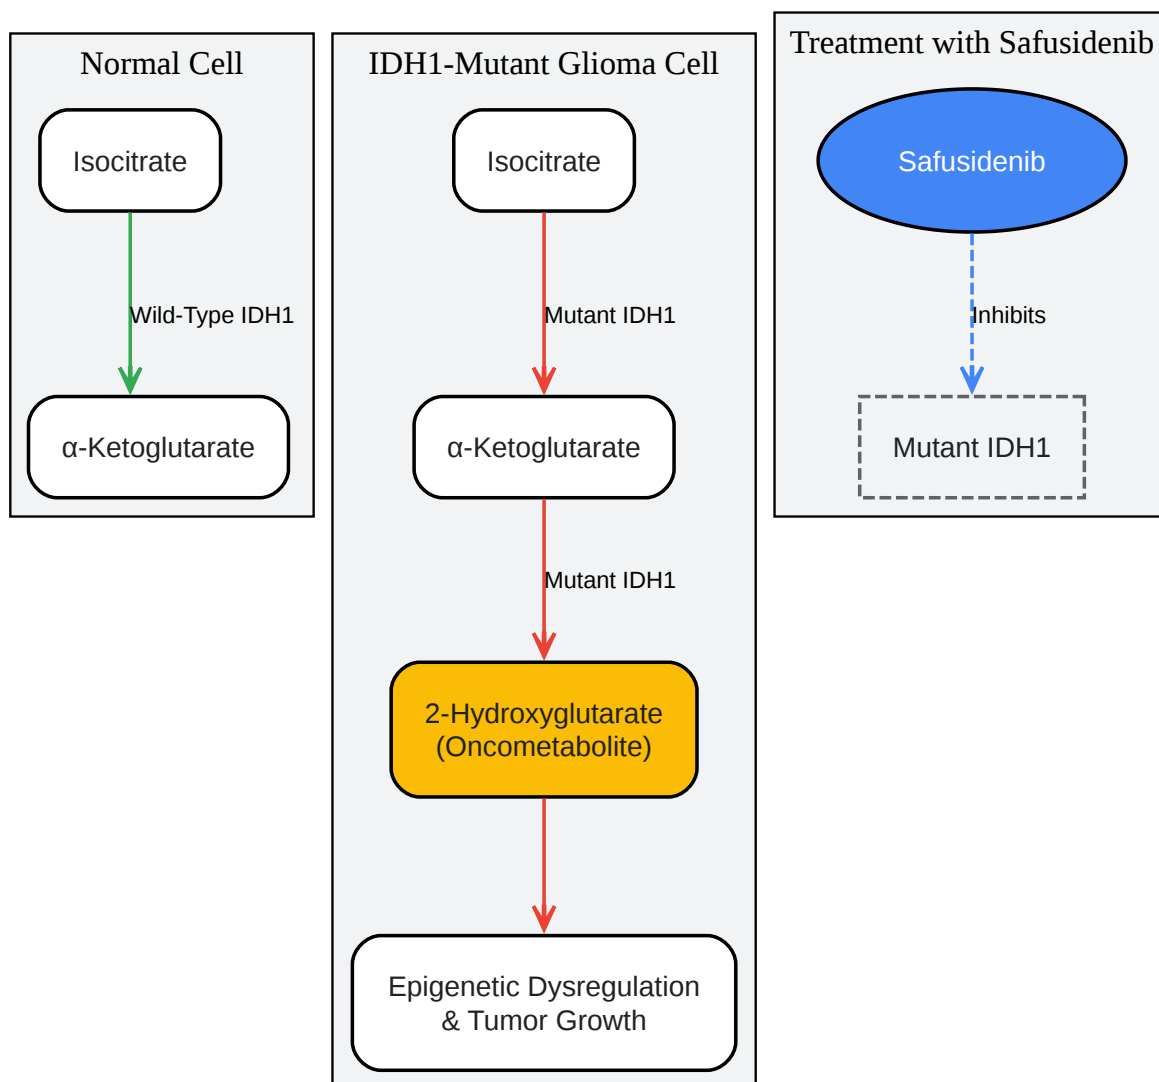 Normal Cell
Isocitrate
Wild-Type IDH1
α-Ketoglutarate
IDH1-Mutant Glioma Cell
Isocitrate
Mutant IDH1
α-Ketoglutarate
Mutant IDH1
2-Hydroxyglutarate
(Oncometabolite)
Epigenetic Dysregulation
& Tumor Growth
Treatment with Safusidenib
Safusidenib
Inhibits
Mutant IDH1